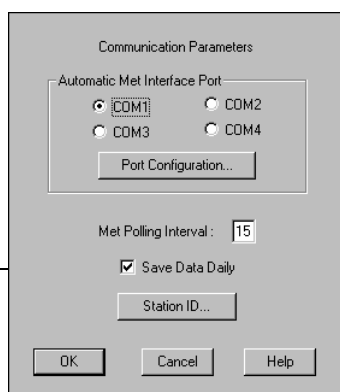 Communication Parameters
Automatic Met Interface Port
COM1 COM2
COM3 COM4
Port Configuration...
Met Polling Interval : 15
Save Data Daily
Station ID...
OK Cancel Help